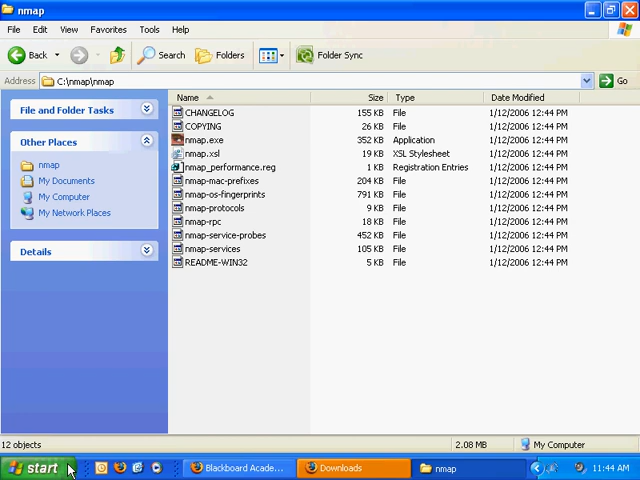 nmap
File Edit View Favorites Tools Help
Back Search Folders Folder Sync
Address C:\nmap\nmap Go
File and Folder Tasks
Other Places
nmap
My Documents
My Computer
My Network Places
Details
Name Size Type Date Modified
CHANGELOG 155 KB File 1/12/2006 12:44 PM
COPYING 26 KB File 1/12/2006 12:44 PM
nmap.exe 352 KB Application 1/12/2006 12:44 PM
nmap.xsl 19 KB XSL Stylesheet 1/12/2006 12:44 PM
nmap_performance.reg 1 KB Registration Entries 1/12/2006 12:44 PM
nmap-mac-prefixes 204 KB File 1/12/2006 12:44 PM
nmap-os-fingerprints 791 KB File 1/12/2006 12:44 PM
nmap-protocols 9 KB File 1/12/2006 12:44 PM
nmap-rpc 18 KB File 1/12/2006 12:44 PM
nmap-service-probes 452 KB File 1/12/2006 12:44 PM
nmap-services 105 KB File 1/12/2006 12:44 PM
README-WIN32 5 KB File 1/12/2006 12:44 PM
12 objects 2.08 MB My Computer
start Blackboard Acade... Downloads nmap 11:44 AM